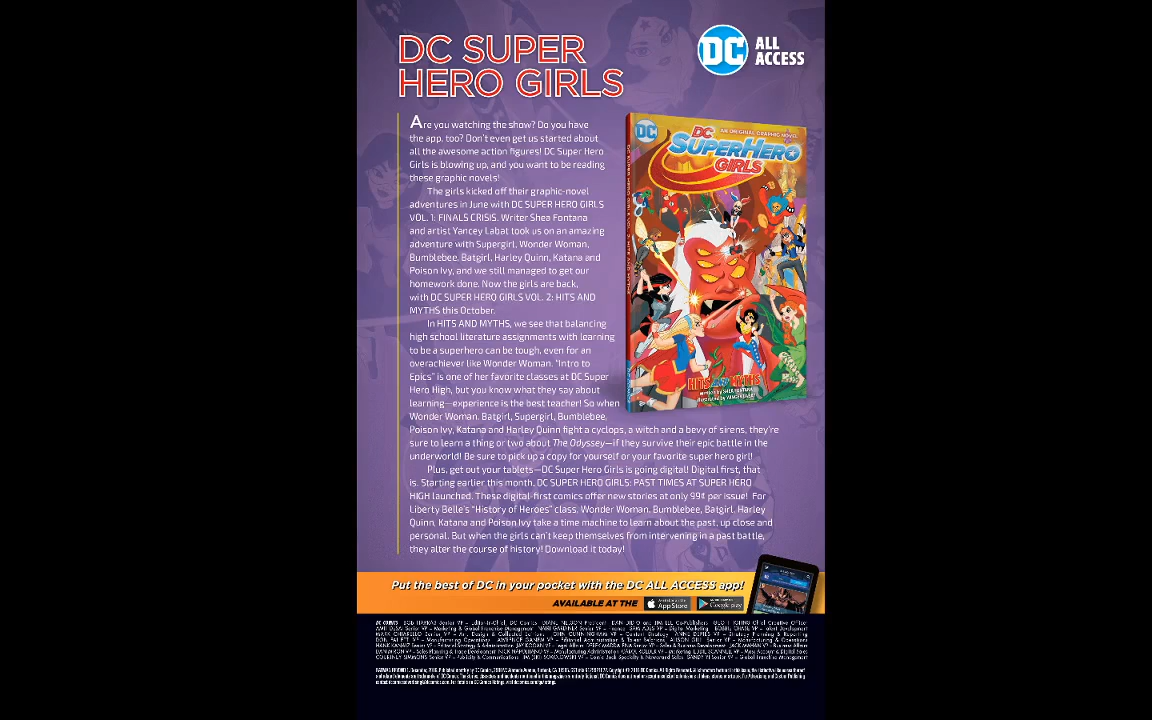 DC SUPER
HERO GIRLS
DC ALL
ACCESS
Are you watching the show? Do you have
the app, too? Don't even get us started about
all the awesome action figures! DC Super Hero
Girls is blowing up, and you want to be reading
these graphic novels!
The girls kicked off their graphic-novel
adventures in June with DC SUPER HERO GIRLS
VOL. 1: FINALS CRISIS. Writer Shea Fontana
and artist Yancey Labat took us on an amazing
adventure with Supergirl, Wonder Woman,
Bumblebee, Batgirl, Harley Quinn, Katana and
Poison Ivy, and we still managed to get our
homework done. Now the girls are back,
with DC SUPER HERO GIRLS VOL. 2: HITS AND
MYTHS this October.
In HITS AND MYTHS, we see that balancing
high school literature assignments with learning
to be a superhero can be tough, even for an
overachiever like Wonder Woman. "Intro to
Epics" is one of her favorite classes at DC Super
Hero High, but you know what they say about
learning—experience is the best teacher! So when
Wonder Woman, Batgirl, Supergirl, Bumblebee,
Poison Ivy, Katana and Harley Quinn fight a cyclops, a witch and a bevy of sirens, they're
sure to learn a thing or two about The Odyssey—if they survive their epic battle in the
underworld! Be sure to pick up a copy for yourself or your favorite super hero girl!
Plus, get out your tablets—DC Super Hero Girls is going digital! Digital first, that
is. Starting earlier this month, DC SUPER HERO GIRLS: PAST TIMES AT SUPER HERO
HIGH launched. These digital-first comics offer new stories at only 99¢ per issue! For
Liberty Belle's "History of Heroes" class, Wonder Woman, Bumblebee, Batgirl, Harley
Quinn, Katana and Poison Ivy take a time machine to learn about the past, up close and
personal. But when the girls can't keep themselves from intervening in a past battle,
they alter the course of history! Download it today!
DC
AN ORIGINAL GRAPHIC NOVEL
DC
SUPERHERO
GIRLS
HITS AND MYTHS
Put the best of DC in your pocket with the DC ALL ACCESS app!
AVAILABLE AT THE
App Store
Google play
DC COMICS